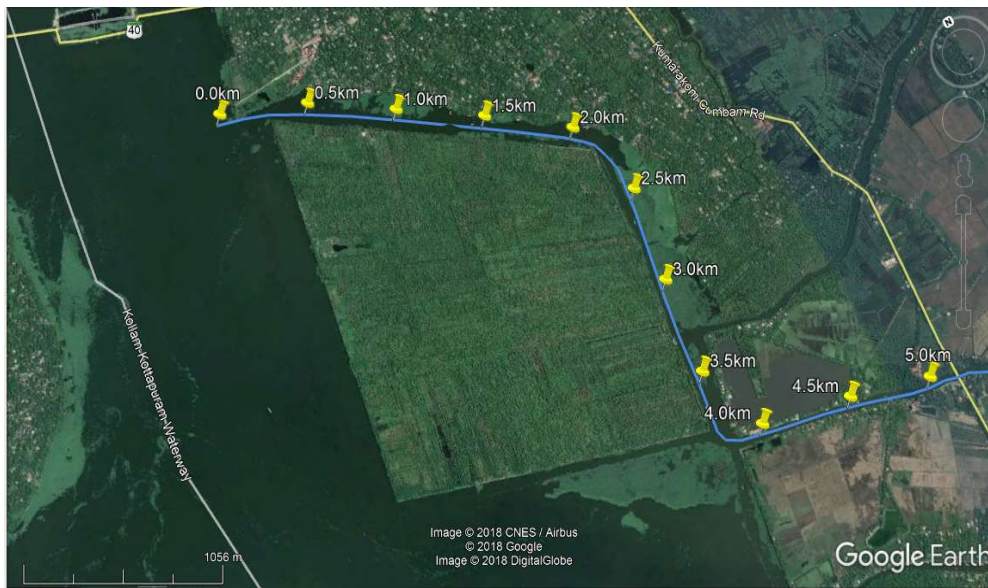 40
0.0km
0.5km
1.0km
1.5km
2.0km
Kumarakom-Cumbam Rd
2.5km
3.0km
3.5km
4.0km
4.5km
5.0km
Kollam-Kottapuram-Waterway
N
1056 m
Image © 2018 CNES / Airbus
© 2018 Google
Image © 2018 DigitalGlobe
Google Earth